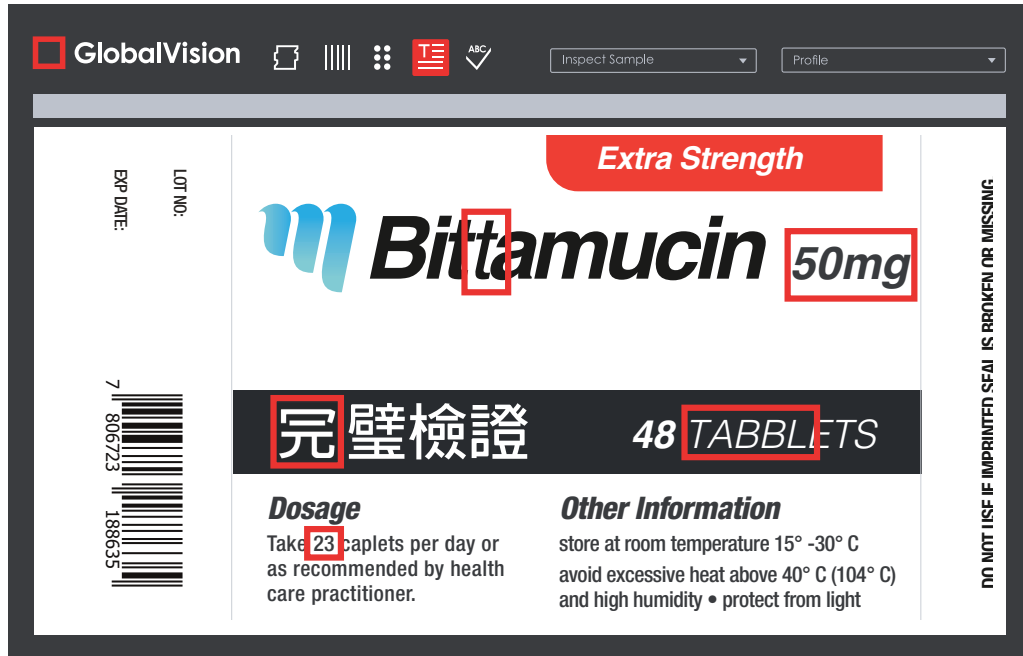 GlobalVision
ABC
Inspect Sample
Profile
Extra Strength
Bittamucin 50mg
LOT NO:
EXP DATE:
7 806723 188635
完璧檢證
48 TABBLETS
Dosage
Take 23 caplets per day or
as recommended by health
care practitioner.
Other Information
store at room temperature 15° -30° C
avoid excessive heat above 40° C (104° C)
and high humidity • protect from light
DO NOT USE IF IMPRINTED SEAL IS BROKEN OR MISSING